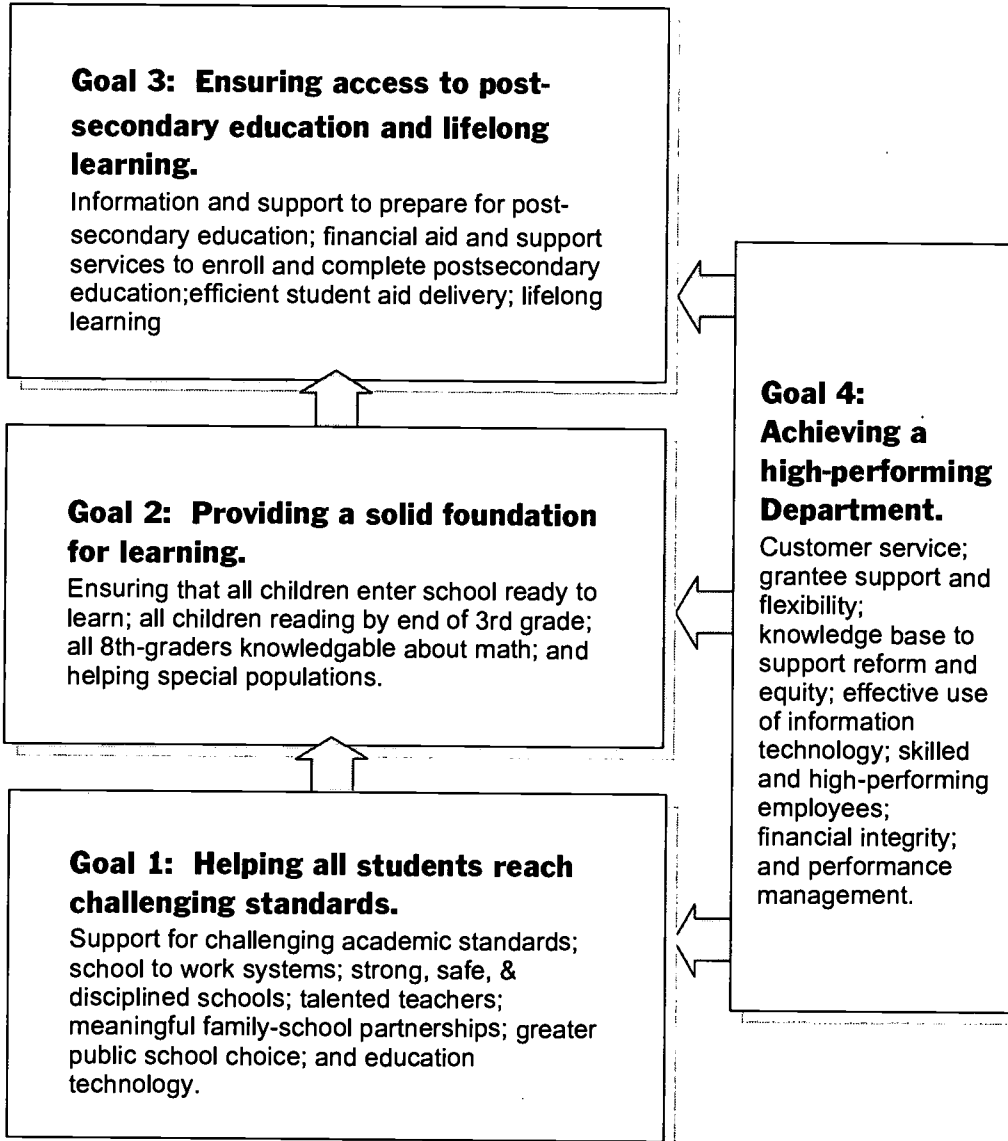 Goal 3: Ensuring access to post-
secondary education and lifelong
learning.
Information and support to prepare for post-
secondary education; financial aid and support
services to enroll and complete postsecondary
education;efficient student aid delivery; lifelong
learning
Goal 2: Providing a solid foundation
for learning.
Ensuring that all children enter school ready to
learn; all children reading by end of 3rd grade;
all 8th-graders knowledgable about math; and
helping special populations.
Goal 1: Helping all students reach
challenging standards.
Support for challenging academic standards;
school to work systems; strong, safe, &
disciplined schools; talented teachers;
meaningful family-school partnerships; greater
public school choice; and education
technology.
Goal 4:
Achieving a
high-performing
Department.
Customer service;
grantee support and
flexibility;
knowledge base to
support reform and
equity; effective use
of information
technology; skilled
and high-performing
employees;
financial integrity;
and performance
management.